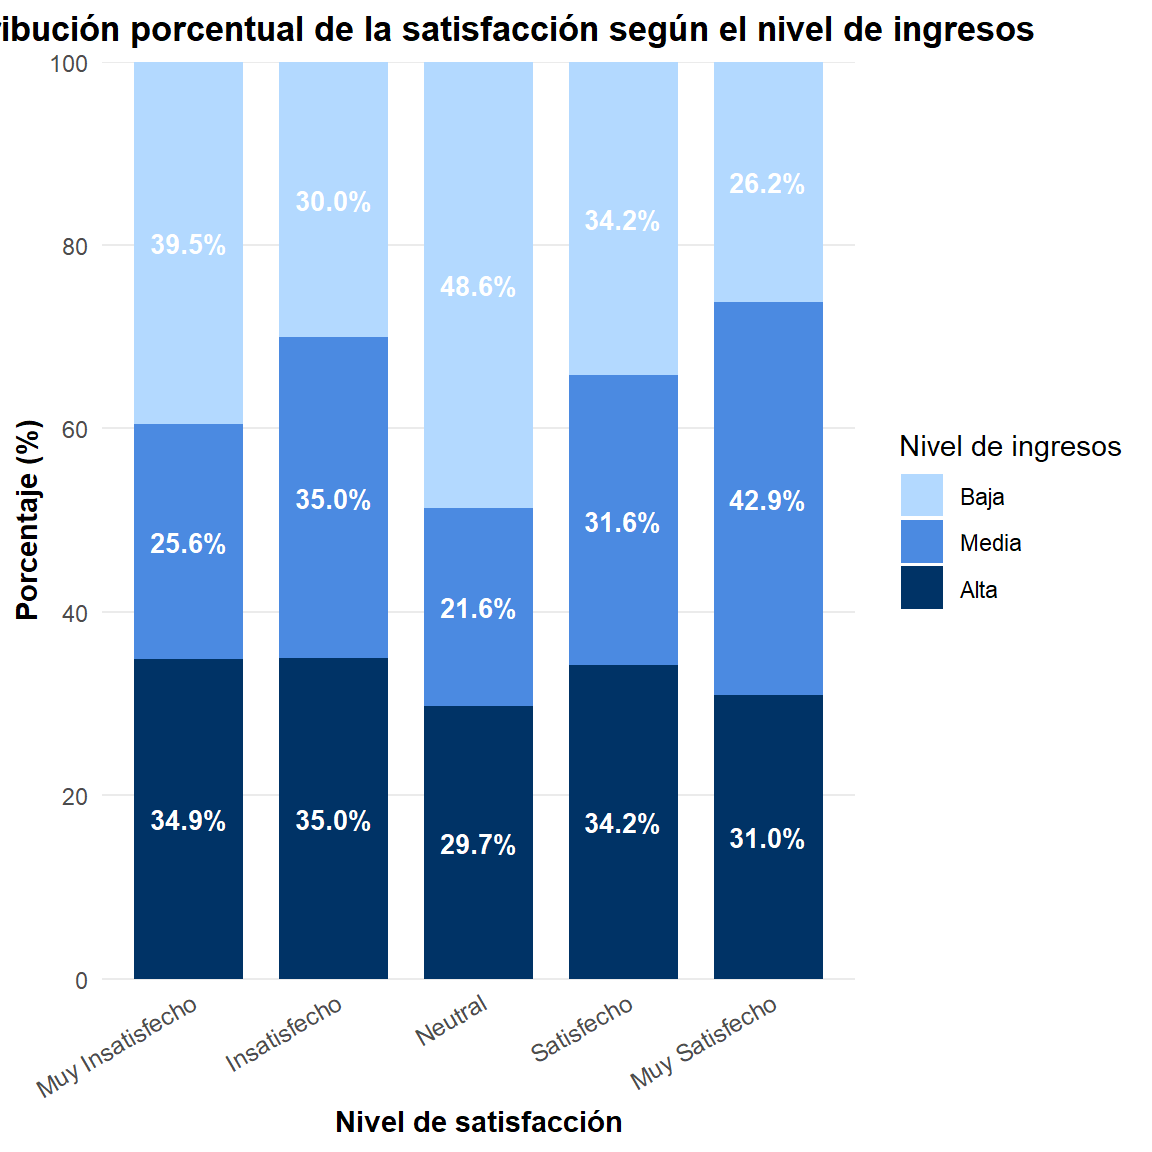 ribución porcentual de la satisfacción según el nivel de ingresos
100
80
60
40
20
0
Porcentaje (%)
39.5%
30.0%
48.6%
34.2%
26.2%
25.6%
35.0%
21.6%
31.6%
42.9%
34.9%
35.0%
29.7%
34.2%
31.0%
Muy Insatisfecho
Insatisfecho
Neutral
Satisfecho
Muy Satisfecho
Nivel de satisfacción
Nivel de ingresos
Baja
Media
Alta